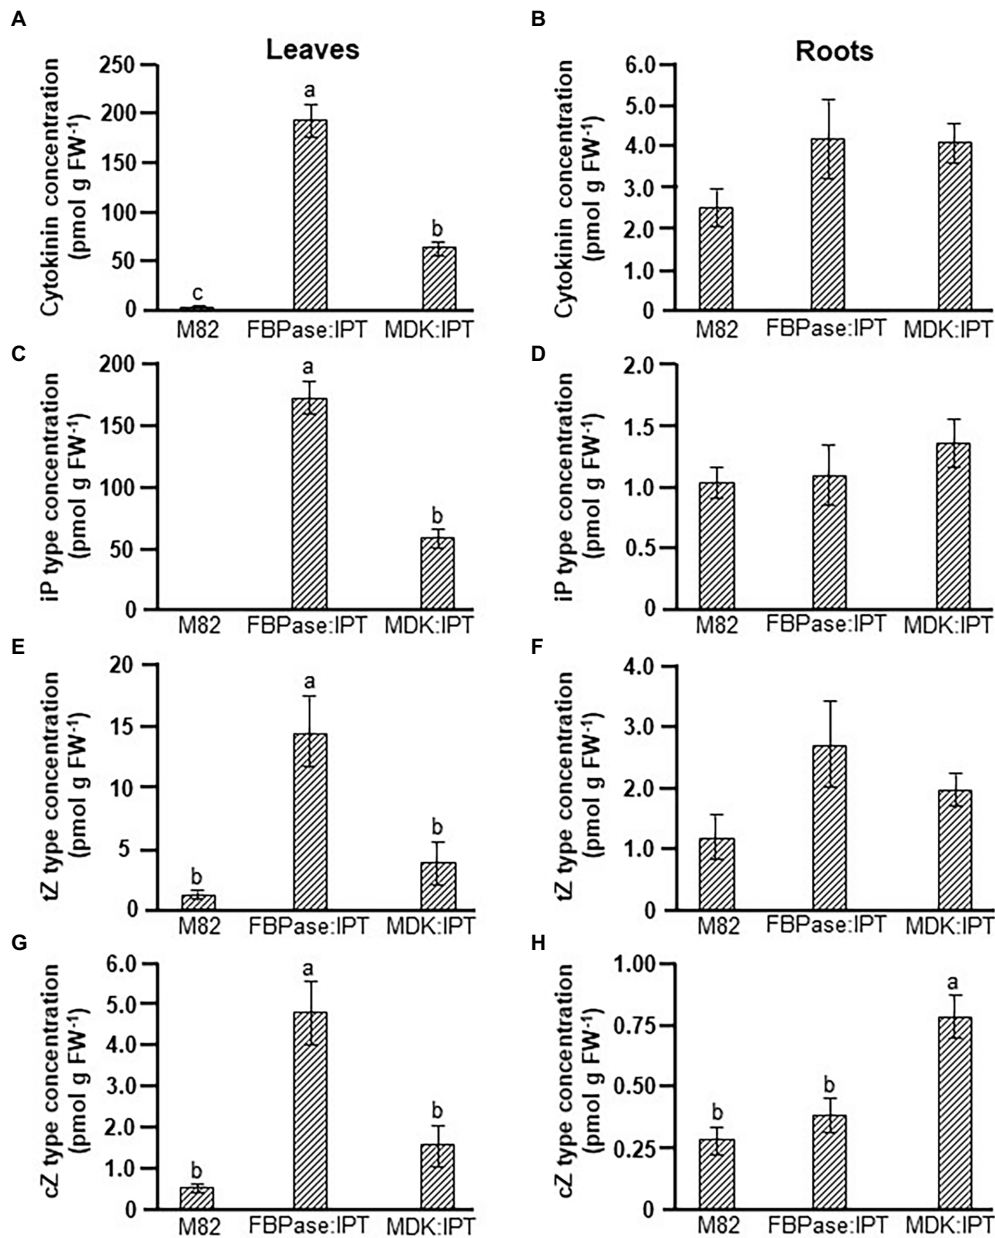 A
B
Leaves
Roots
Cytokinin concentration
(pmol g FW⁻¹)
250
200
150
100
50
0
c
a
b
M82 FBPase:IPT MDK:IPT
Cytokinin concentration
(pmol g FW⁻¹)
6.0
5.0
4.0
3.0
2.0
1.0
0
M82 FBPase:IPT MDK:IPT
C
iP type concentration
(pmol g FW⁻¹)
200
150
100
50
0
a
b
M82 FBPase:IPT MDK:IPT
D
iP type concentration
(pmol g FW⁻¹)
2.0
1.5
1.0
0.5
0
M82 FBPase:IPT MDK:IPT
E
tZ type concentration
(pmol g FW⁻¹)
20
15
10
5
0
b
a
b
M82 FBPase:IPT MDK:IPT
F
tZ type concentration
(pmol g FW⁻¹)
4.0
3.0
2.0
1.0
0
M82 FBPase:IPT MDK:IPT
G
cZ type concentration
(pmol g FW⁻¹)
6.0
5.0
4.0
3.0
2.0
1.0
0
b
a
b
M82 FBPase:IPT MDK:IPT
H
cZ type concentration
(pmol g FW⁻¹)
1.00
0.75
0.50
0.25
0
b
b
a
M82 FBPase:IPT MDK:IPT